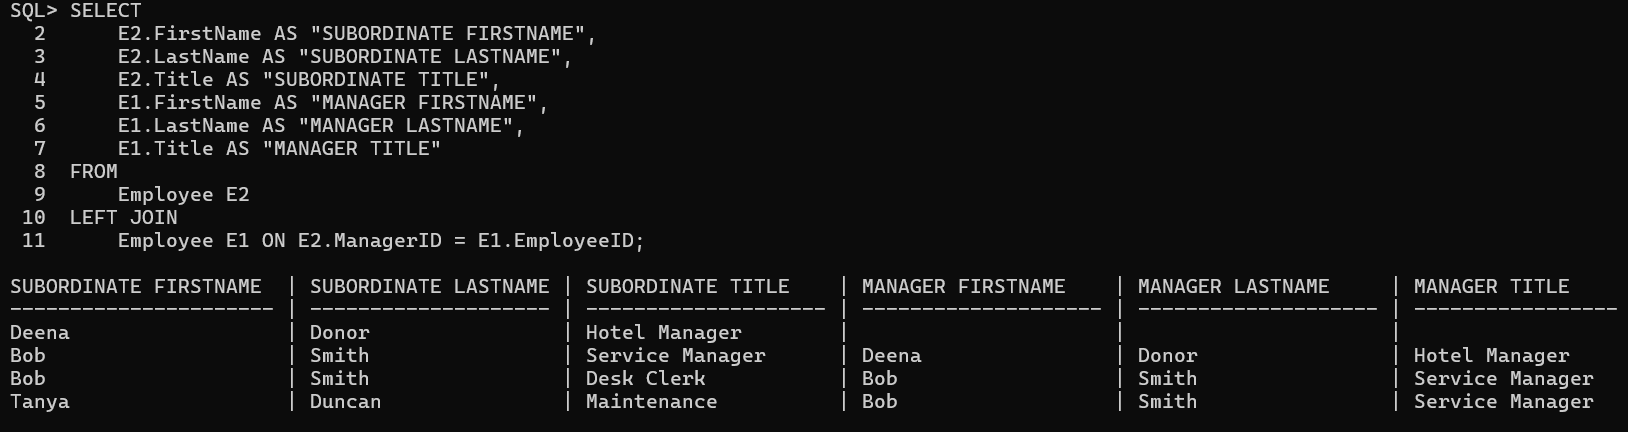 SQL> SELECT
  2      E2.FirstName AS "SUBORDINATE FIRSTNAME",
  3      E2.LastName AS "SUBORDINATE LASTNAME",
  4      E2.Title AS "SUBORDINATE TITLE",
  5      E1.FirstName AS "MANAGER FIRSTNAME",
  6      E1.LastName AS "MANAGER LASTNAME",
  7      E1.Title AS "MANAGER TITLE"
  8  FROM
  9      Employee E2
 10  LEFT JOIN
 11      Employee E1 ON E2.ManagerID = E1.EmployeeID;

SUBORDINATE FIRSTNAME  | SUBORDINATE LASTNAME | SUBORDINATE TITLE    | MANAGER FIRSTNAME    | MANAGER LASTNAME     | MANAGER TITLE
---------------------- | -------------------- | -------------------- | -------------------- | -------------------- | -----------------
Deena                  | Donor                | Hotel Manager        |                      |                      |
Bob                    | Smith                | Service Manager      | Deena                | Donor                | Hotel Manager
Bob                    | Smith                | Desk Clerk           | Bob                  | Smith                | Service Manager
Tanya                  | Duncan               | Maintenance          | Bob                  | Smith                | Service Manager